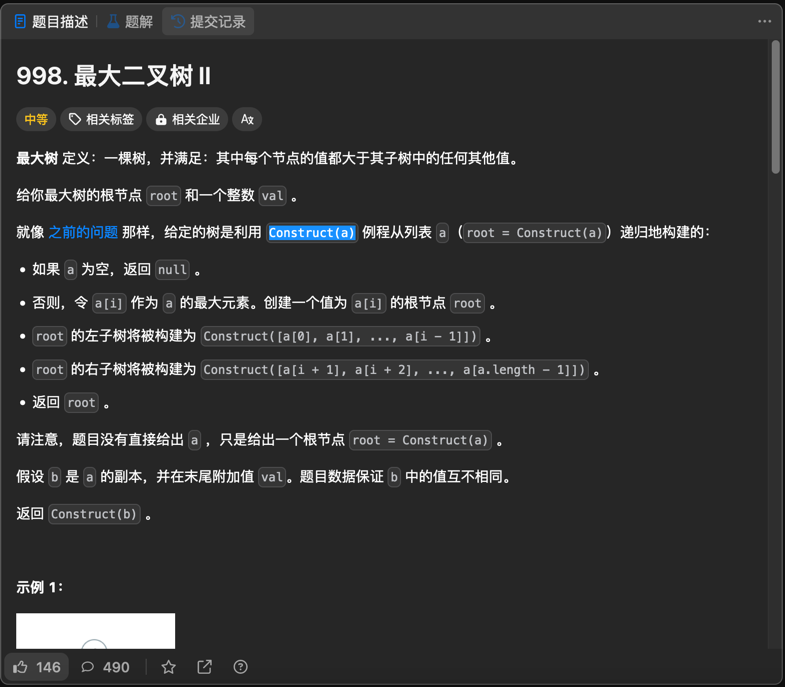 题目描述 题解 提交记录
998. 最大二叉树 II
中等 相关标签 相关企业
最大树 定义：一棵树，并满足：其中每个节点的值都大于其子树中的任何其他值。
给你最大树的根节点 root 和一个整数 val 。
就像 之前的问题 那样，给定的树是利用 Construct(a) 例程从列表 a（root = Construct(a)）递归地构建的：
• 如果 a 为空，返回 null 。
• 否则，令 a[i] 作为 a 的最大元素。创建一个值为 a[i] 的根节点 root 。
• root 的左子树将被构建为 Construct([a[0], a[1], ..., a[i - 1]]) 。
• root 的右子树将被构建为 Construct([a[i + 1], a[i + 2], ..., a[a.length - 1]]) 。
• 返回 root 。
请注意，题目没有直接给出 a ，只是给出一个根节点 root = Construct(a) 。
假设 b 是 a 的副本，并在末尾附加值 val。题目数据保证 b 中的值互不相同。
返回 Construct(b) 。
示例 1：
146 490